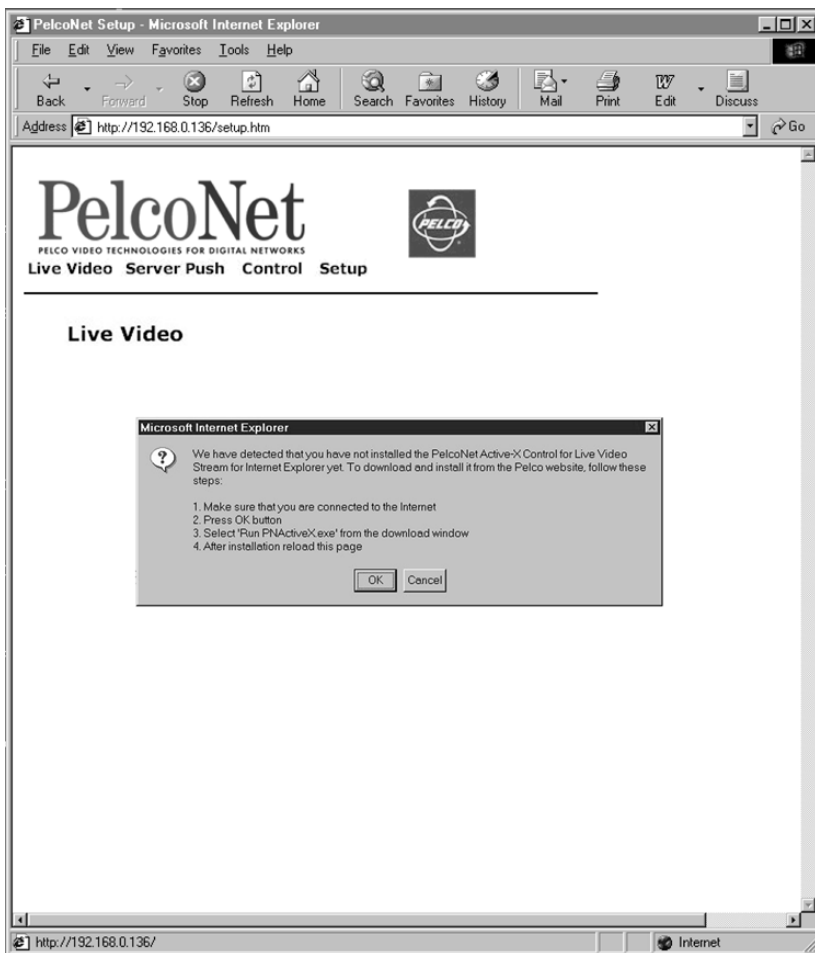 PelcoNet Setup - Microsoft Internet Explorer
File Edit View Favorites Tools Help
Back Forward Stop Refresh Home Search Favorites History Mail Print Edit Discuss
Address http://192.168.0.136/setup.htm Go
PelcoNet
PELCO
PELCO VIDEO TECHNOLOGIES FOR DIGITAL NETWORKS
Live Video Server Push Control Setup
Live Video
Microsoft Internet Explorer
We have detected that you have not installed the PelcoNet Active-X Control for Live Video
Stream for Internet Explorer yet. To download and install it from the Pelco website, follow these
steps:
1. Make sure that you are connected to the Internet
2. Press OK button
3. Select 'Run PNActiveX.exe' from the download window
4. After installation reload this page
OK Cancel
http://192.168.0.136/ Internet